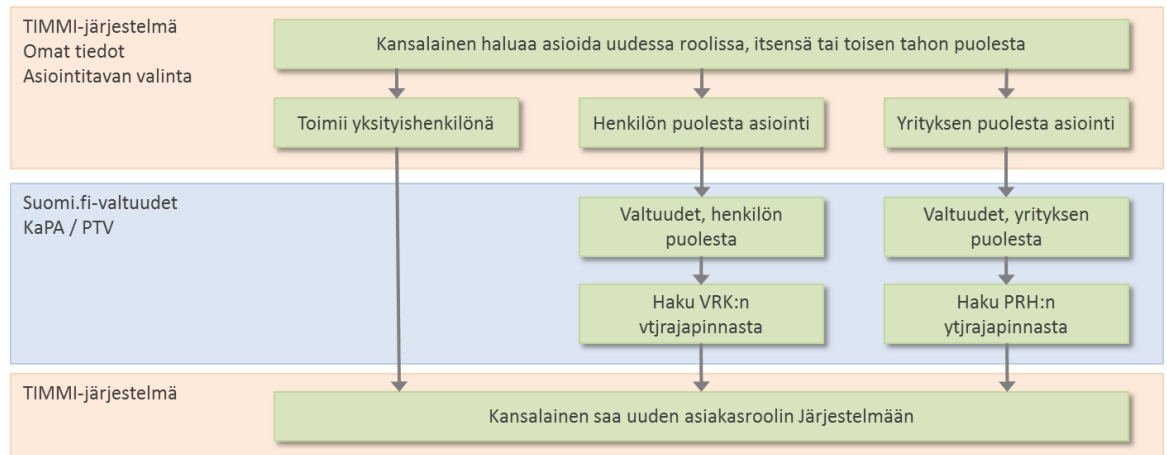 TIMMI-järjestelmä
Omat tiedot
Asiointitavan valinta
Kansalainen haluaa asioida uudessa roolissa, itsensä tai toisen tahon puolesta
Toimii yksityishenkilönä
Henkilön puolesta asiointi
Yrityksen puolesta asiointi
Suomi.fi-valtuudet
KaPA / PTV
Valtuudet, henkilön
puolesta
Valtuudet, yrityksen
puolesta
Haku VRK:n
vtjrajapinnasta
Haku PRH:n
ytjrajapinnasta
TIMMI-järjestelmä
Kansalainen saa uuden asiakasroolin Järjestelmään